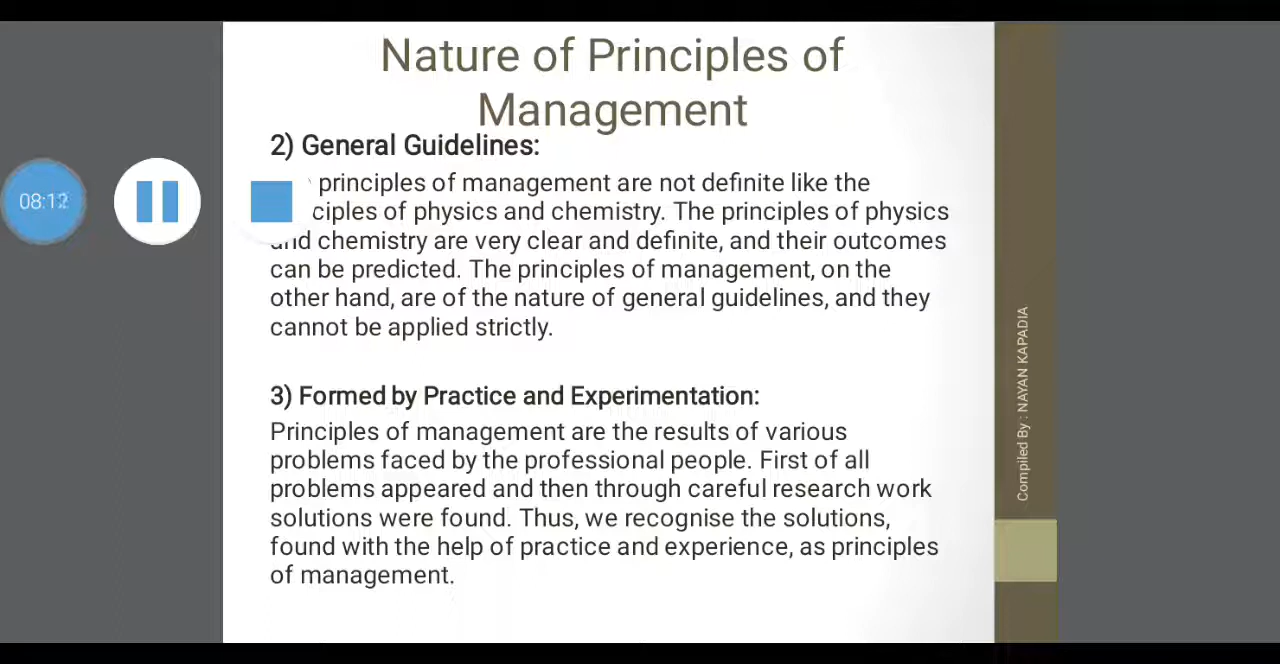 Nature of Principles of
Management
2) General Guidelines:
principles of management are not definite like the
ciples of physics and chemistry. The principles of physics
and chemistry are very clear and definite, and their outcomes
can be predicted. The principles of management, on the
other hand, are of the nature of general guidelines, and they
cannot be applied strictly.
3) Formed by Practice and Experimentation:
Principles of management are the results of various
problems faced by the professional people. First of all
problems appeared and then through careful research work
solutions were found. Thus, we recognise the solutions,
found with the help of practice and experience, as principles
of management.
Compiled By : NAYAN KAPADIA